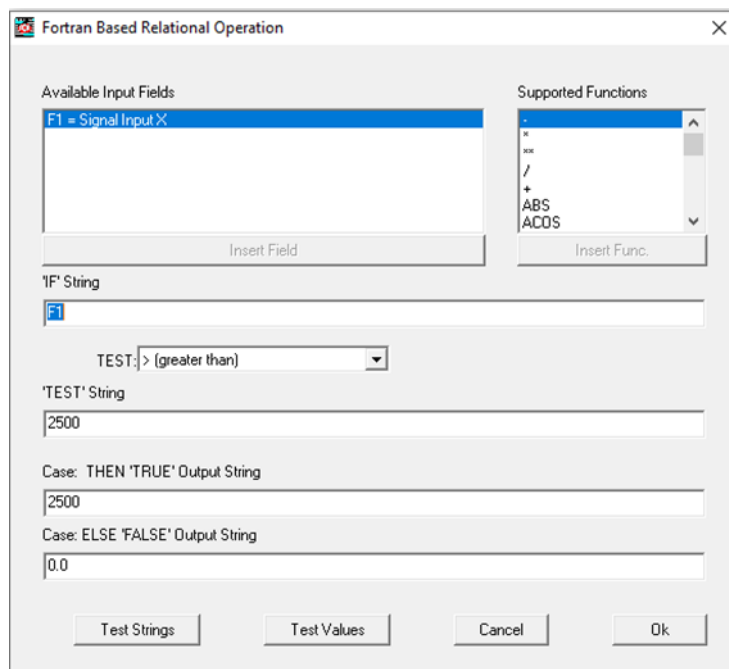 Fortran Based Relational Operation
Available Input Fields
Supported Functions
F1 = Signal Input X
-
*
**
/
+
ABS
ACOS
Insert Field
Insert Func.
'IF' String
F1
TEST: > (greater than)
'TEST' String
2500
Case: THEN 'TRUE' Output String
2500
Case: ELSE 'FALSE' Output String
0.0
Test Strings
Test Values
Cancel
Ok